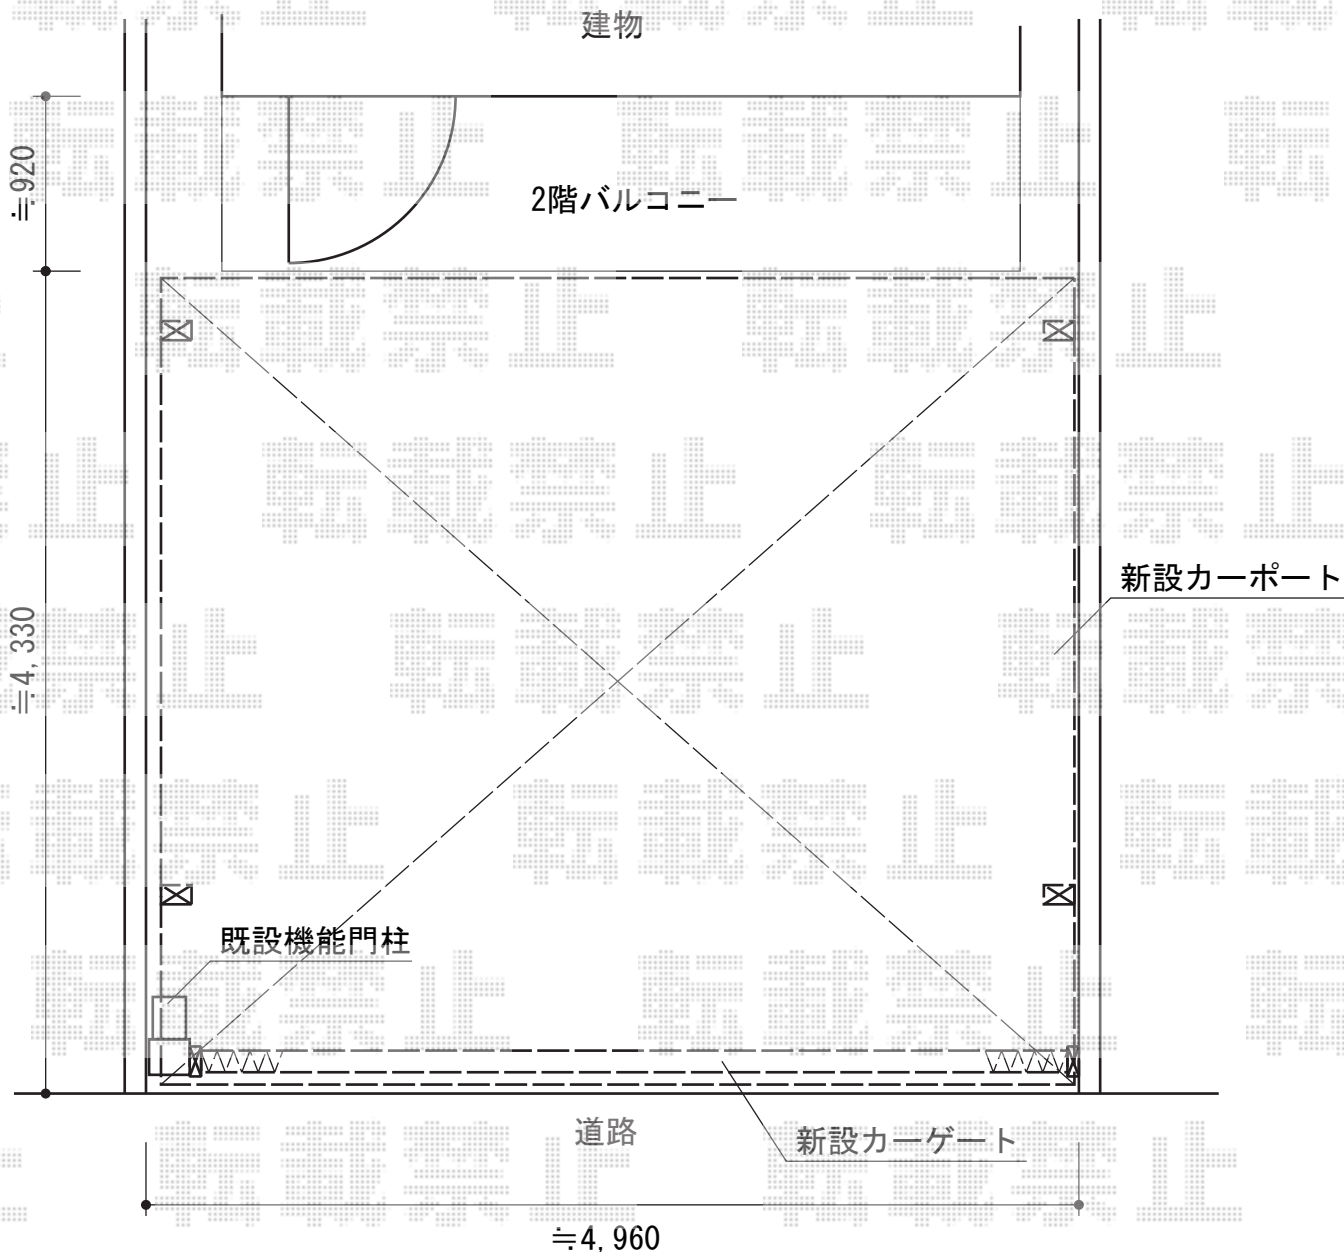 建物
≒920
2階バルコニー
新設カーポート
≒4,330
既設機能門柱
道路
新設カーゲート
≒4,960
転載禁止